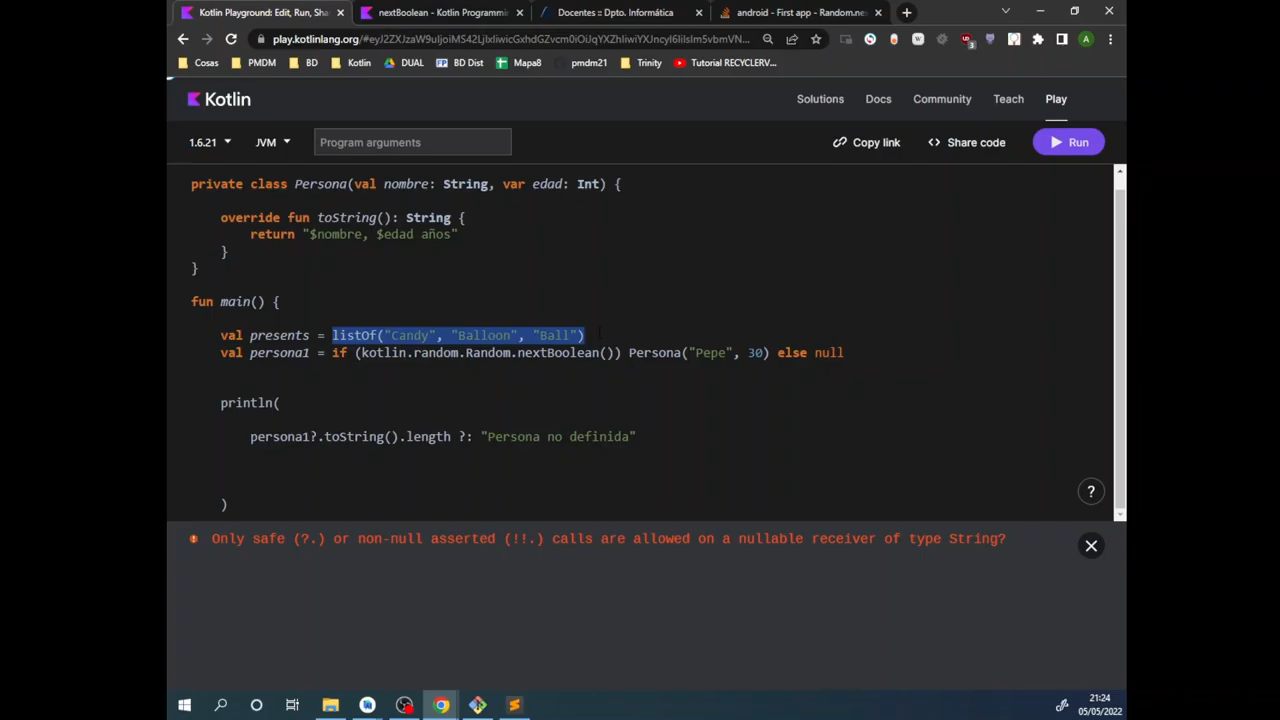 Kotlin Playground: Edit, Run, Sha
nextBoolean - Kotlin Programmin
Docentes :: Dpto. Informática
android - First app - Random.ne
play.kotlinlang.org
A
3
Cosas
PMDM
BD
Kotlin
DUAL
FP BD Dist
Mapa8
pmdm21
Trinity
Tutorial RECYCLERV...
Kotlin
Solutions
Docs
Community
Teach
Play
1.6.21
JVM
Program arguments
Copy link
<> Share code
Run
private class Persona(val nombre: String, var edad: Int) {
override fun toString(): String {
return "$nombre, $edad años"
}
}
fun main() {
val presents = listOf("Candy", "Balloon", "Ball")
val persona1 = if (kotlin.random.Random.nextBoolean()) Persona("Pepe", 30) else null
println(
persona1?.toString().length ?: "Persona no definida"
)
?
Only safe (?.) or non-null asserted (!!.) calls are allowed on a nullable receiver of type String?
21:24
05/05/2022